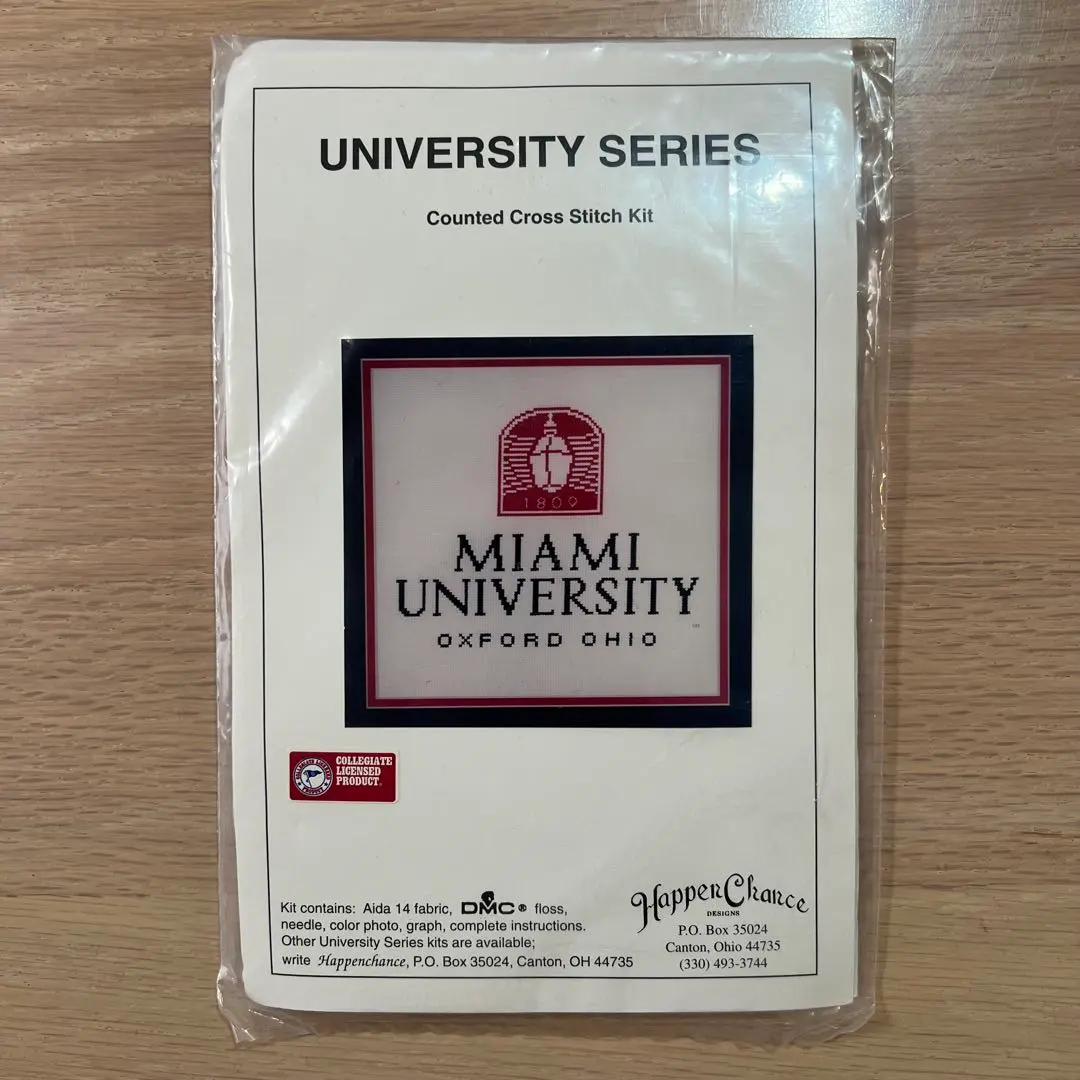 UNIVERSITY SERIES
Counted Cross Stitch Kit
1809
MIAMI
UNIVERSITY
OXFORD OHIO
COLLEGIATE
LICENSED
PRODUCT®
Kit contains: Aida 14 fabric, DMC® floss,
needle, color photo, graph, complete instructions.
Other University Series kits are available;
write Happenchance, P.O. Box 35024, Canton, OH 44735
HappenChance
DESIGNS
P.O. Box 35024
Canton, Ohio 44735
(330) 493-3744